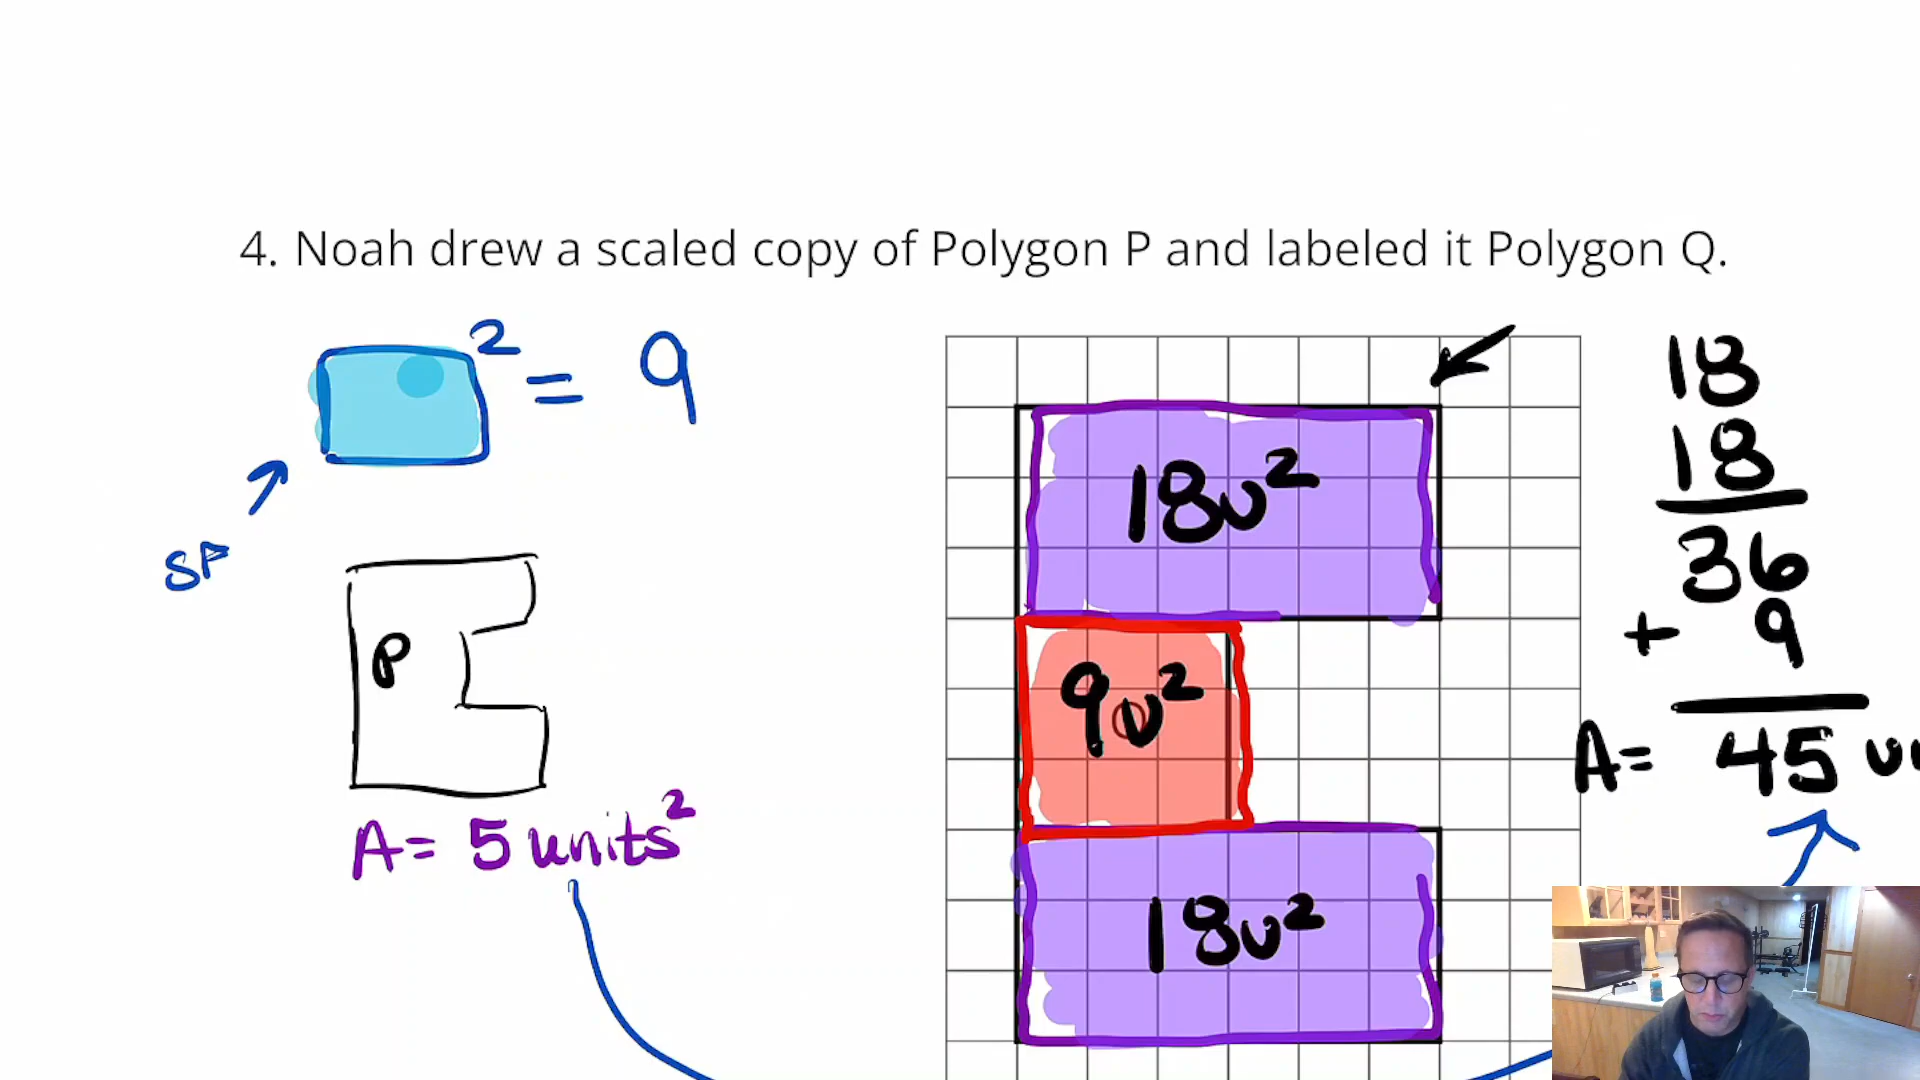 4. Noah drew a scaled copy of Polygon P and labeled it Polygon Q.
2 = 9
SF
P
A = 5 units²
18u²
9u²
18u²
18
18
36
+ 9
A = 45